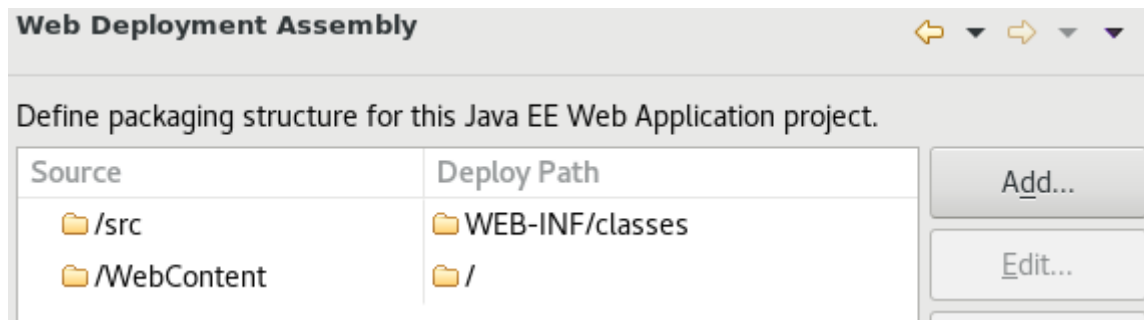 Web Deployment Assembly
Define packaging structure for this Java EE Web Application project.
Source Deploy Path Add...
/src WEB-INF/classes
/WebContent / Edit...